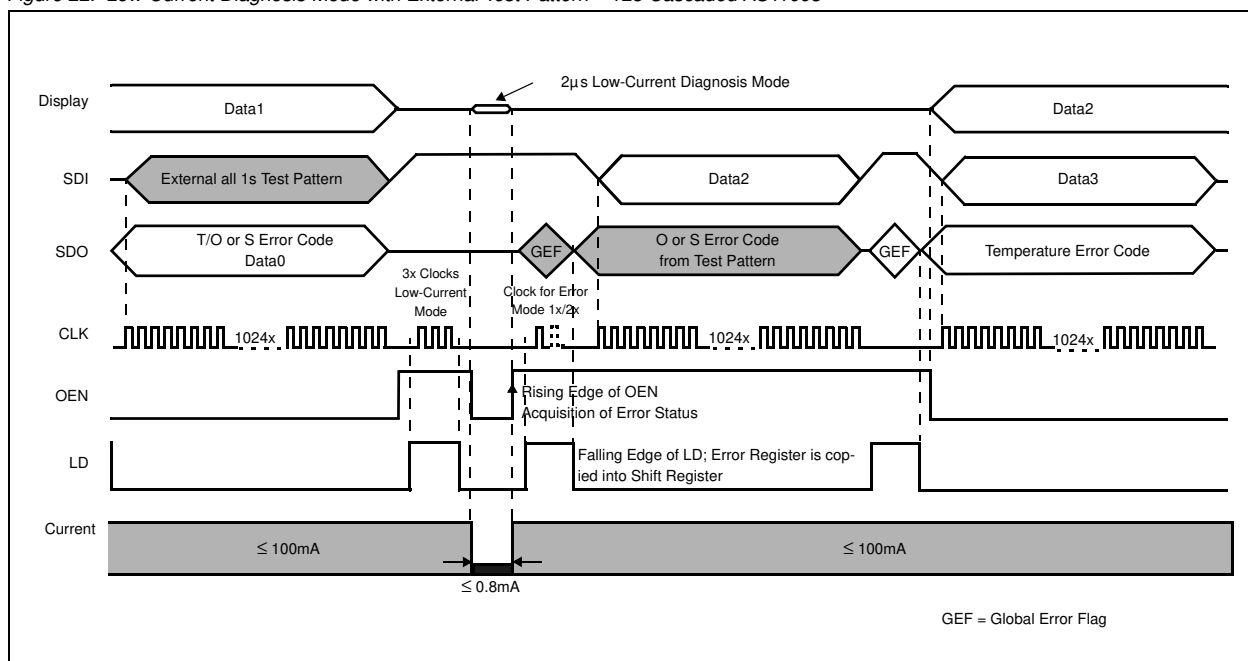 2µs Low-Current Diagnosis Mode
Display
Data1
Data2
SDI
External all 1s Test Pattern
Data2
Data3
SDO
T/O or S Error Code
Data0
GEF
O or S Error Code
from Test Pattern
GEF
Temperature Error Code
3x Clocks
Low-Current
Mode
Clock for Error
Mode 1x/2x
CLK
1024x
1024x
1024x
OEN
Rising Edge of OEN
Acquisition of Error Status
LD
Falling Edge of LD; Error Register is cop-
ied into Shift Register
Current
≤ 100mA
≤ 100mA
≤ 0.8mA
GEF = Global Error Flag